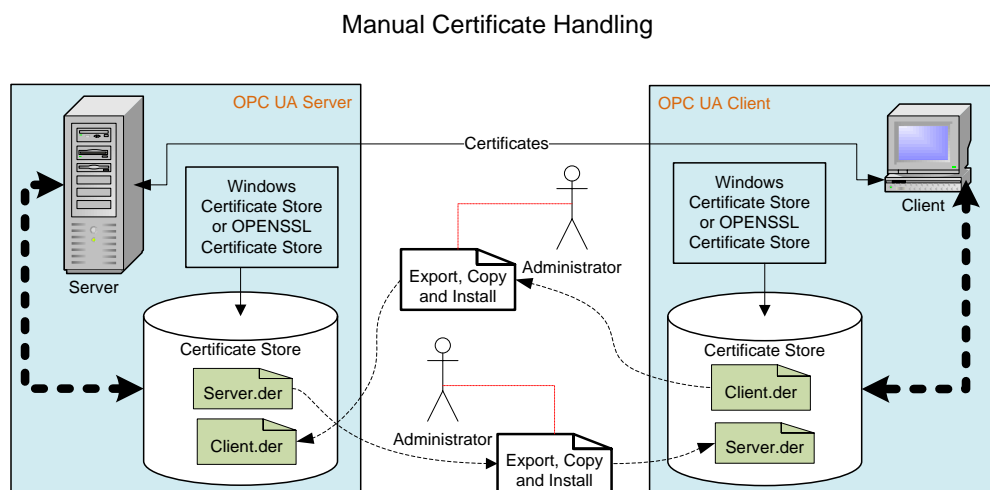 Manual Certificate Handling
OPC UA Server
OPC UA Client
Certificates
Windows
Certificate Store
or OPENSSL
Certificate Store
Windows
Certificate Store
or OPENSSL
Certificate Store
Server
Client
Administrator
Export, Copy
and Install
Certificate Store
Certificate Store
Server.der
Client.der
Client.der
Server.der
Administrator
Export, Copy
and Install